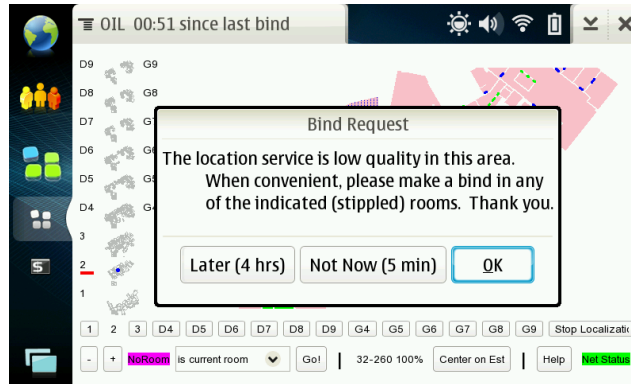 OIL 00:51 since last bind
D9 G9
D8 G8
D7
D6
D5
D4
3
2
1
Bind Request
The location service is low quality in this area.
When convenient, please make a bind in any
of the indicated (stippled) rooms. Thank you.
Later (4 hrs) Not Now (5 min) OK
1 2 3 D4 D5 D6 D7 D8 D9 G4 G5 G6 G7 G8 G9 Stop Localizatio
- + NoRoom is current room Go! 32-260 100% Center on Est Help Net Status